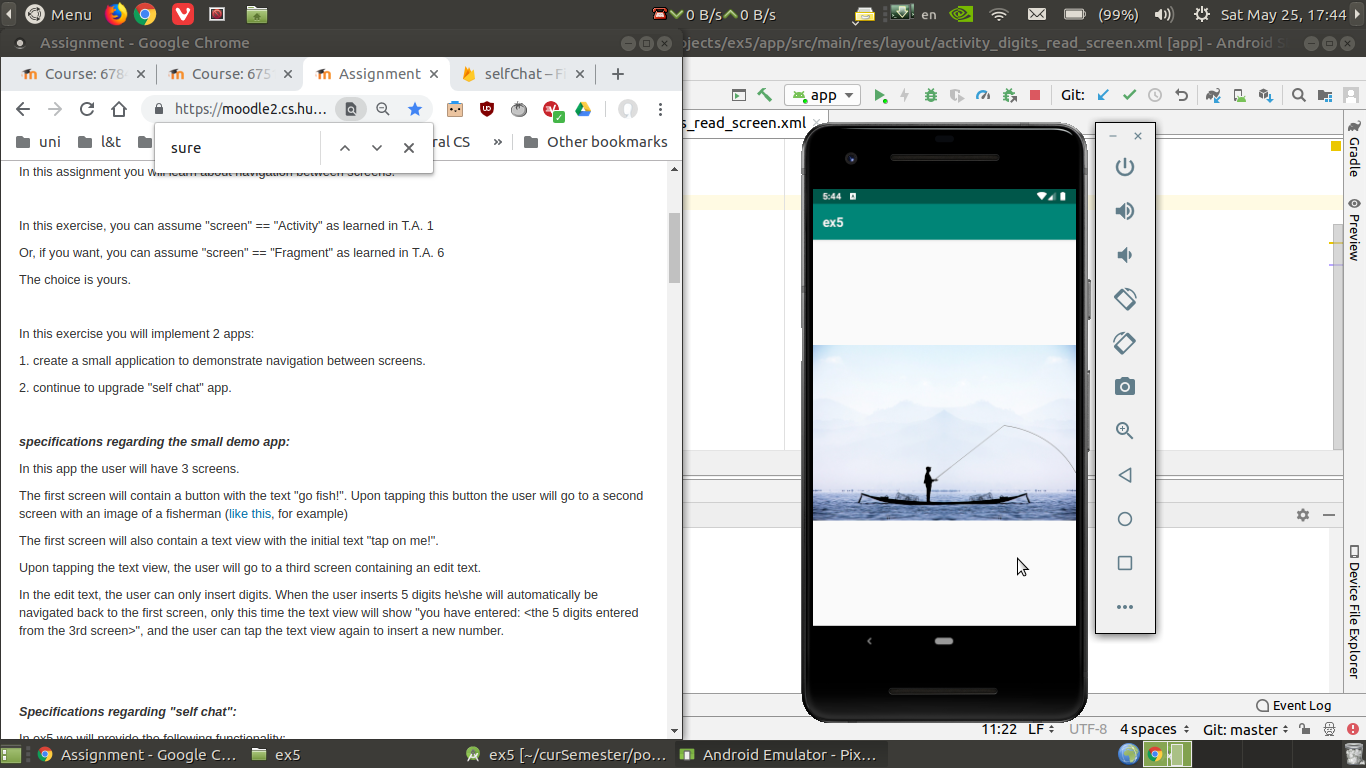 Menu
0 B/s 0 B/s
en
(99%)
Sat May 25, 17:44
Assignment - Google Chrome
ojects/ex5/app/src/main/res/layout/activity_digits_read_screen.xml [app] - Android S
Course: 678
Course: 675
Assignment
selfChat – Fi
https://moodle2.cs.hu...
uni
l&t
ral CS
»
Other bookmarks
sure
app
Git:
s_read_screen.xml
In this assignment you will learn about navigation between screens.
In this exercise, you can assume "screen" == "Activity" as learned in T.A. 1
Or, if you want, you can assume "screen" == "Fragment" as learned in T.A. 6
The choice is yours.
In this exercise you will implement 2 apps:
1. create a small application to demonstrate navigation between screens.
2. continue to upgrade "self chat" app.
specifications regarding the small demo app:
In this app the user will have 3 screens.
The first screen will contain a button with the text "go fish!". Upon tapping this button the user will go to a second
screen with an image of a fisherman (like this, for example)
The first screen will also contain a text view with the initial text "tap on me!".
Upon tapping the text view, the user will go to a third screen containing an edit text.
In the edit text, the user can only insert digits. When the user inserts 5 digits he\she will automatically be
navigated back to the first screen, only this time the text view will show "you have entered: <the 5 digits entered
from the 3rd screen>", and the user can tap the text view again to insert a new number.
Specifications regarding "self chat":
In ex5 we will provide the following functionality:
5:44
ex5
Gradle
Preview
Device File Explorer
Event Log
11:22 LF UTF-8 4 spaces Git: master
Assignment - Google C...
ex5
ex5 [~/curSemester/po...
Android Emulator - Pix...